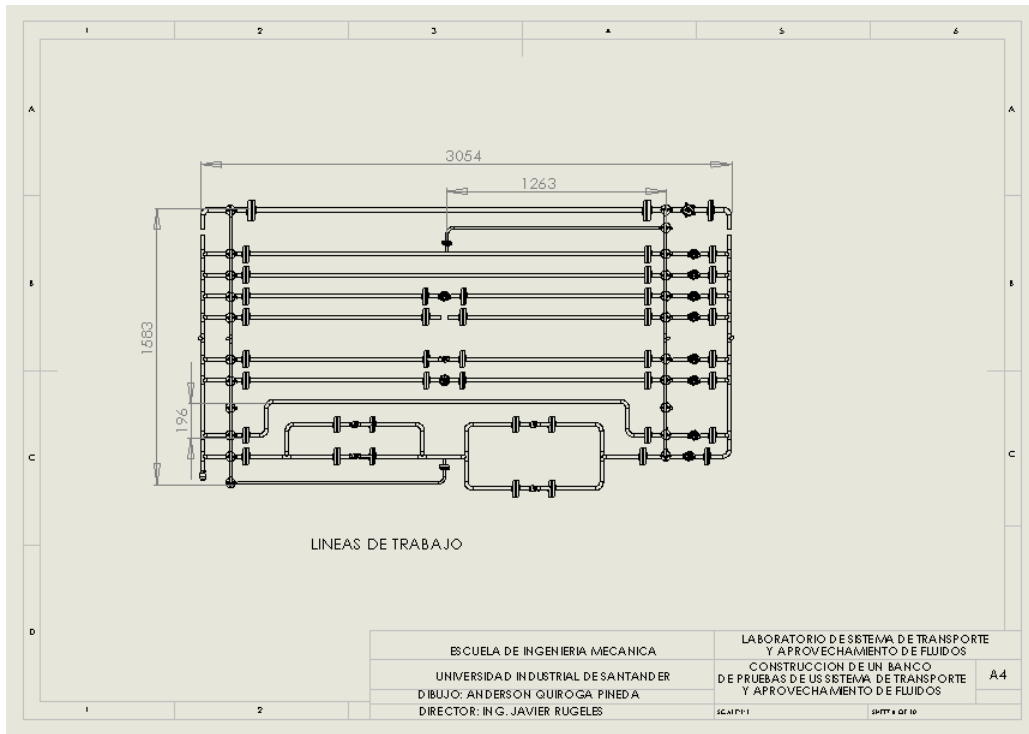 1 2 3 4 5 6
A A
3054
1263
B B
1583
196
C C
LINEAS DE TRABAJO
D
ESCUELA DE INGENIERIA MECANICA
LABORATORIO DE SISTEMA DE TRANSPORTE
Y APROVECHAMIENTO DE FLUIDOS
UNIVERSIDAD INDUSTRIAL DE SANTANDER
CONSTRUCCION DE UN BANCO
DE PRUEBAS DE US SISTEMA DE TRANSPORTE
Y APROVECHAMIENTO DE FLUIDOS
A4
DIBUJO: ANDERSON QUIROGA PINEDA
DIRECTOR: ING. JAVIER RUGELES
1 2